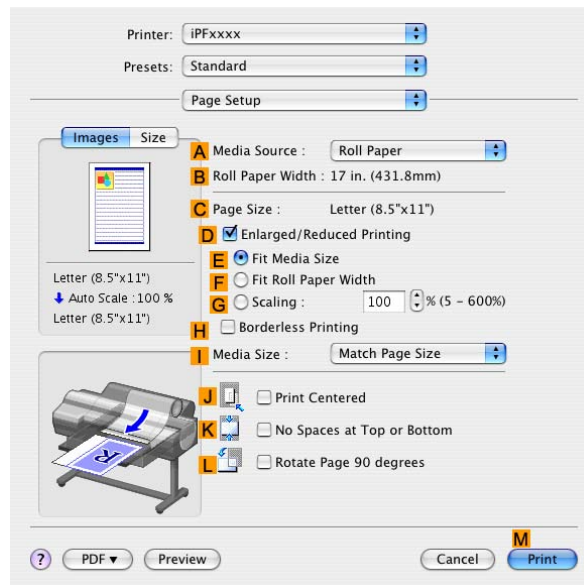 Printer: iPFxxxx
Presets: Standard
Page Setup
Images Size
A Media Source : Roll Paper
B Roll Paper Width : 17 in. (431.8mm)
C Page Size : Letter (8.5"x11")
D Enlarged/Reduced Printing
E Fit Media Size
F Fit Roll Paper Width
G Scaling : 100 % (5 - 600%)
H Borderless Printing
I Media Size : Match Page Size
Letter (8.5"x11")
Auto Scale :100 %
Letter (8.5"x11")
J Print Centered
K No Spaces at Top or Bottom
L Rotate Page 90 degrees
R
M
? PDF▼ Preview Cancel Print